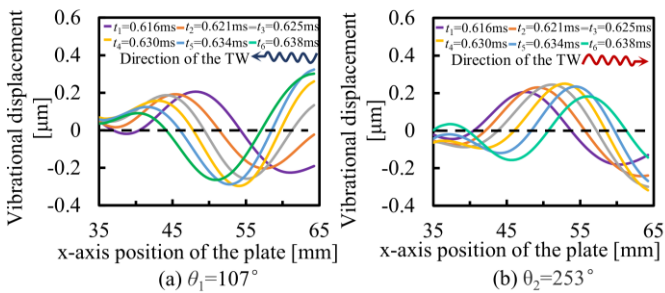 t₁=0.616ms t₂=0.621ms t₃=0.625ms
t₄=0.630ms t₅=0.634ms t₆=0.638ms
Direction of the TW
Vibrational displacement
[μm]
0.6
0.4
0.2
0
-0.2
-0.4
35 45 55 65
x-axis position of the plate [mm]
(a) θ₁=107°
t₁=0.616ms t₂=0.621ms t₃=0.625ms
t₄=0.630ms t₅=0.634ms t₆=0.638ms
Direction of the TW
Vibrational displacement
[μm]
0.6
0.4
0.2
0
-0.2
-0.4
35 45 55 65
x-axis position of the plate [mm]
(b) θ₂=253°